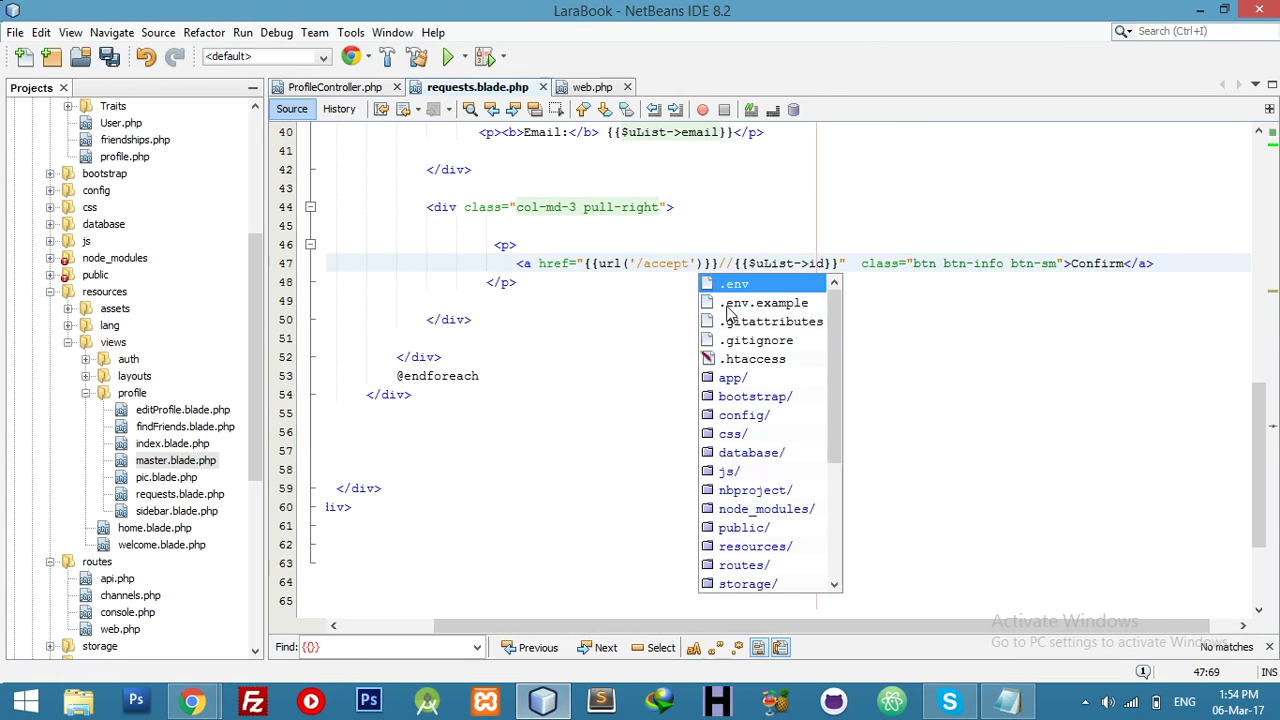 LaraBook - NetBeans IDE 8.2
File Edit View Navigate Source Refactor Run Debug Team Tools Window Help
Search (Ctrl+I)
<default>
Projects
ProfileController.php
requests.blade.php
web.php
Source
History
Traits
User.php
friendships.php
profile.php
bootstrap
config
css
database
js
node_modules
public
resources
assets
lang
views
auth
layouts
profile
editProfile.blade.php
findFriends.blade.php
index.blade.php
master.blade.php
pic.blade.php
requests.blade.php
sidebar.blade.php
home.blade.php
welcome.blade.php
routes
api.php
channels.php
console.php
web.php
storage
40 <p><b>Email:</b> {{$uList->email}}</p>
41
42 </div>
43
44 <div class="col-md-3 pull-right">
45
46 <p>
47 <a href="{{url('/accept')}}//{{$uList->id}}" class="btn btn-info btn-sm">Confirm</a>
48 </p>
49
50 </div>
51
52 </div>
53 @endforeach
54 </div>
55
56
57
58
59 </div>
60 div>
61
62
63
64
65
.env
.env.example
.gitattributes
.gitignore
.htaccess
app/
bootstrap/
config/
css/
database/
js/
nbproject/
node_modules/
public/
resources/
routes/
storage/
Activate Windows
Go to PC settings to activate Windows.
Find: {()} Previous Next Select No matches
1
47:69 INS
Ps Ps S H S
ENG
1:54 PM
06-Mar-17